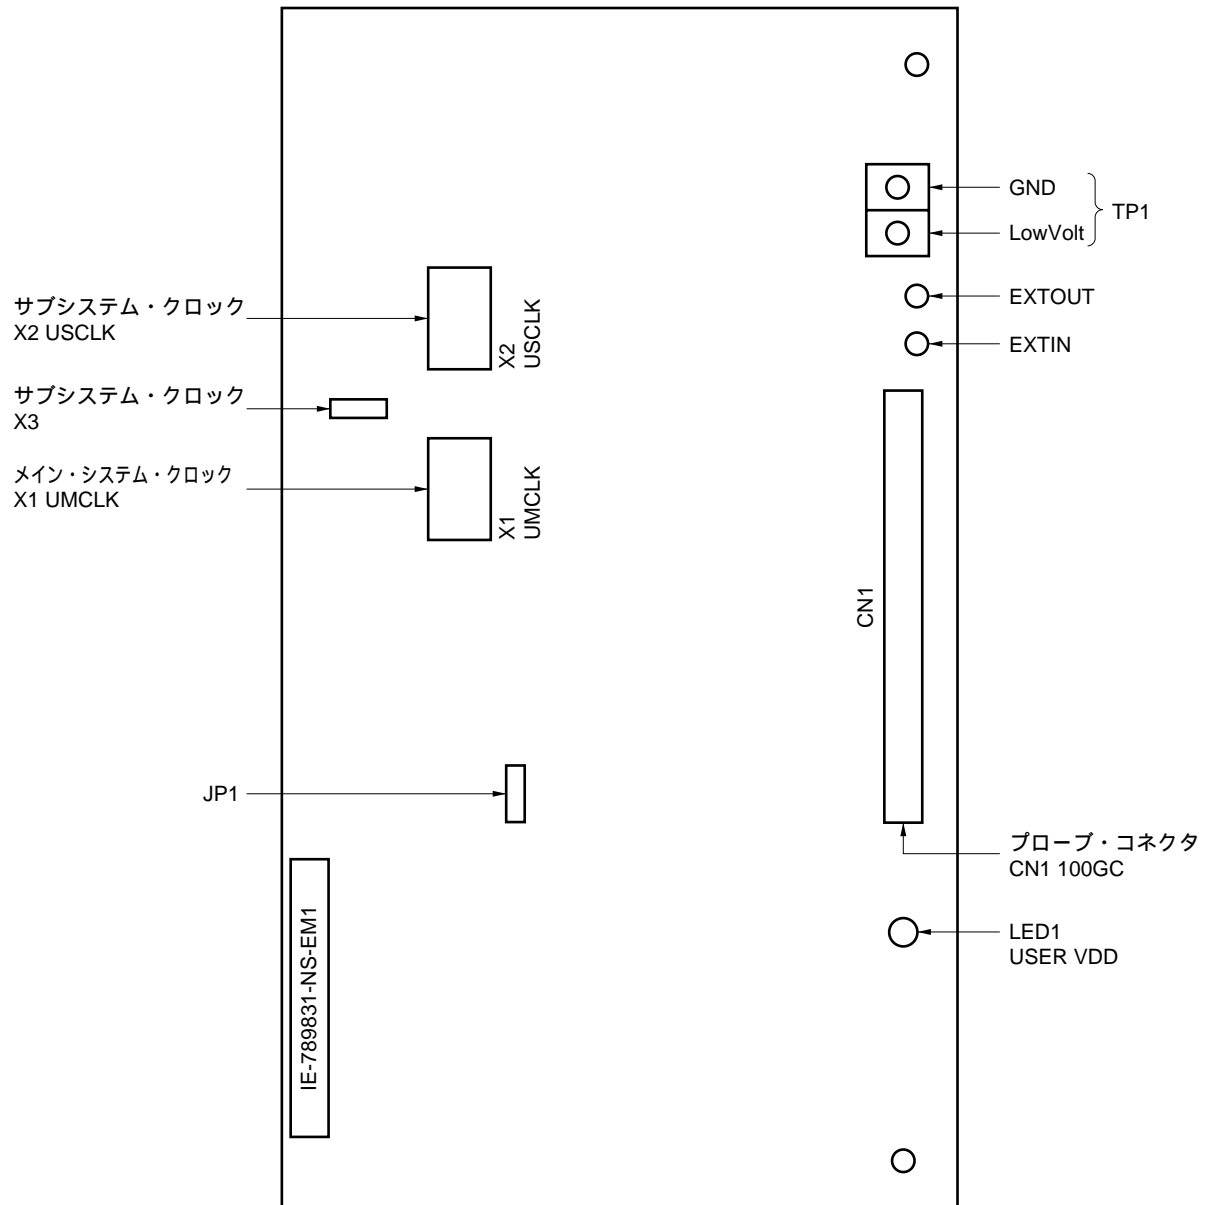 GND
LowVolt
TP1
EXTOUT
EXTIN
サブシステム・クロック
X2 USCLK
X2
USCLK
サブシステム・クロック
X3
メイン・システム・クロック
X1 UMCLK
X1
UMCLK
CN1
JP1
プローブ・コネクタ
CN1 100GC
LED1
USER VDD
IE-789831-NS-EM1